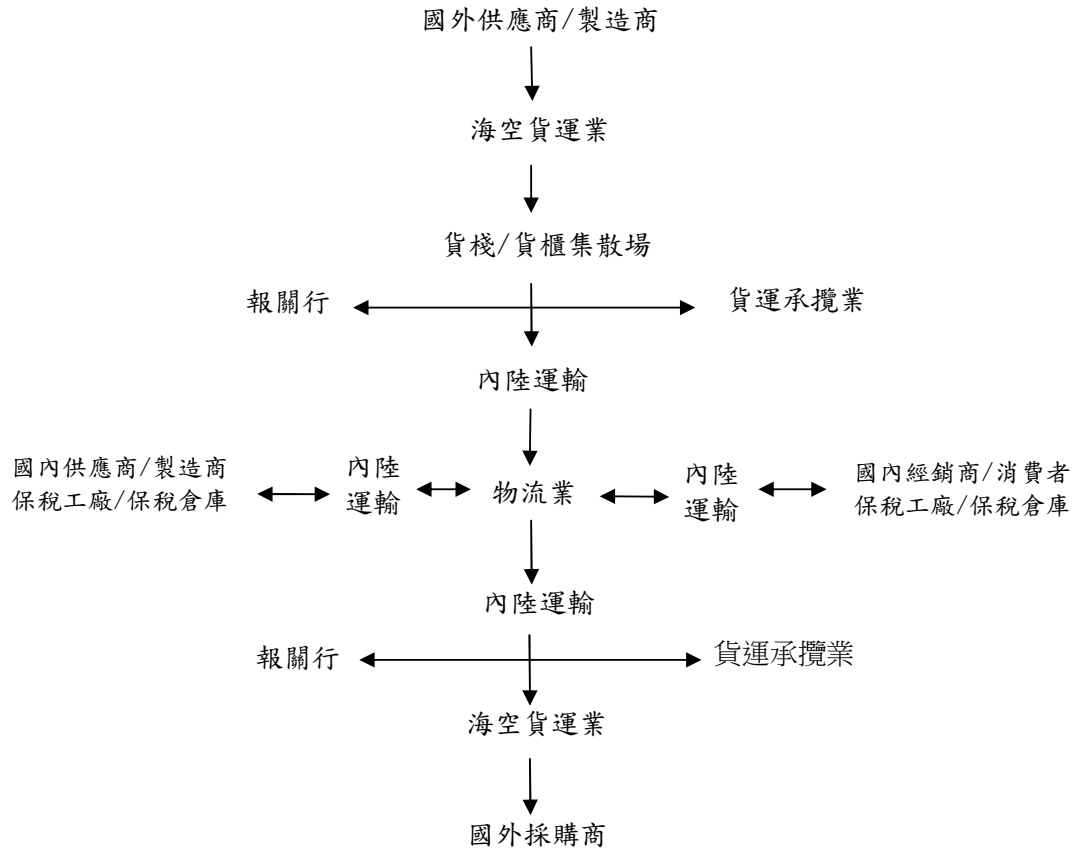 國外供應商/製造商
海空貨運業
貨棧/貨櫃集散場
報關行
貨運承攬業
內陸運輸
國內供應商/製造商
保稅工廠/保稅倉庫
內陸
運輸
物流業
內陸
運輸
國內經銷商/消費者
保稅工廠/保稅倉庫
內陸運輸
報關行
貨運承攬業
海空貨運業
國外採購商